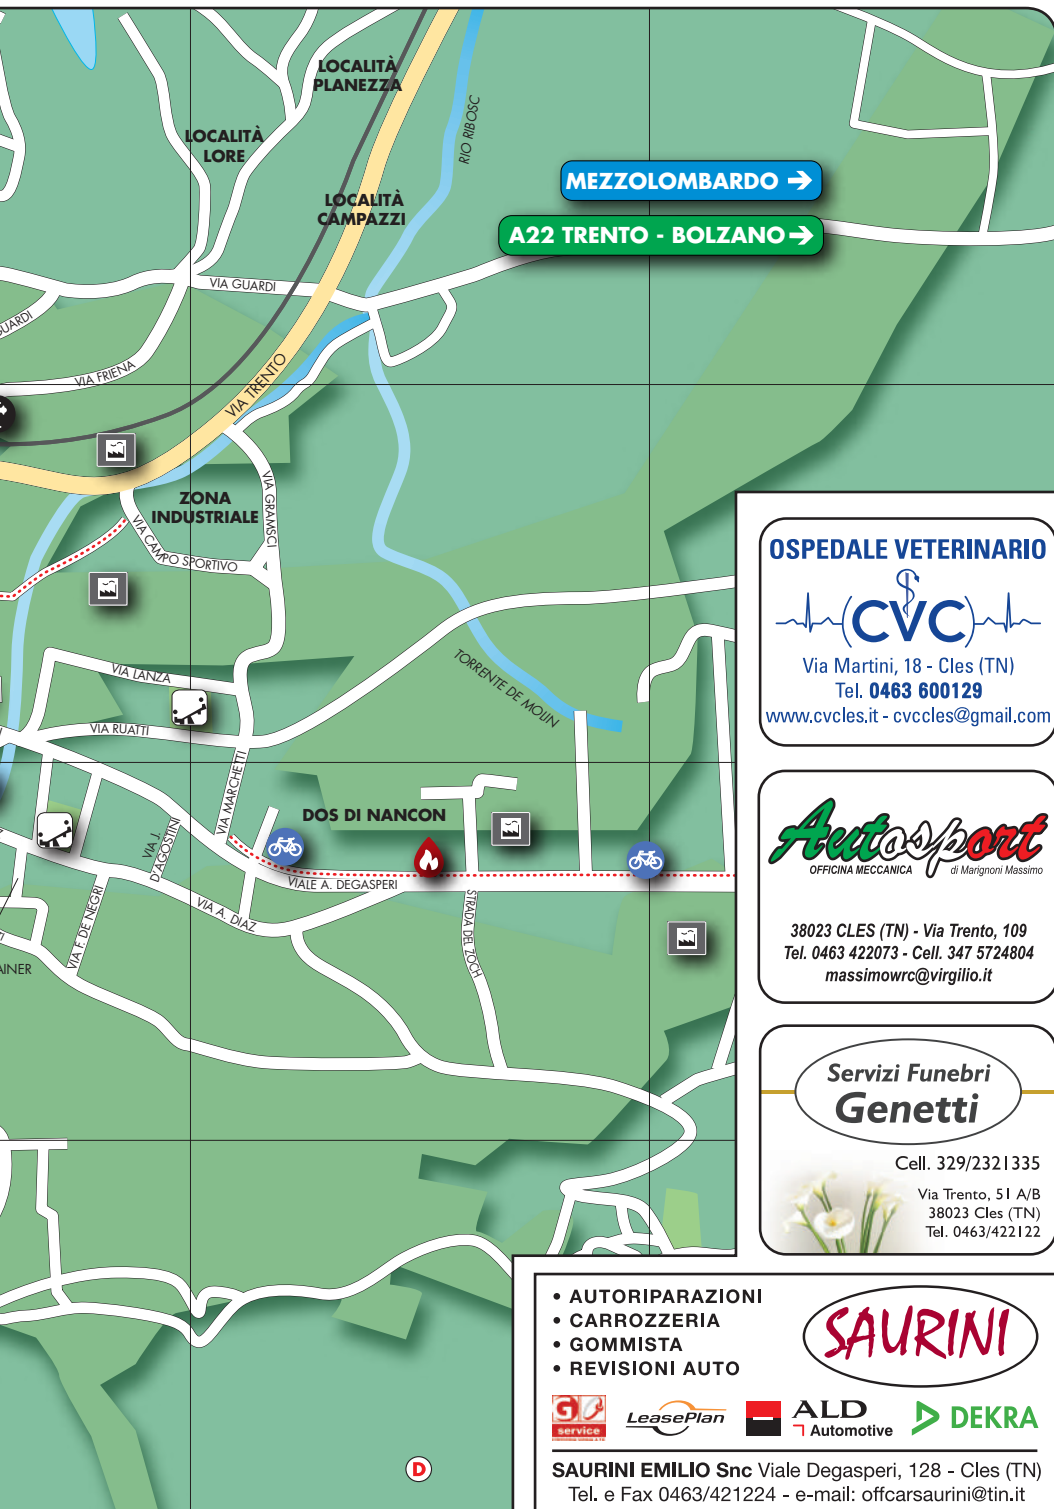 LOCALITÀ
PLANEZZA
LOCALITÀ
LORE
RIO RIBOSC
LOCALITÀ
CAMPAZZI
MEZZOLOMBARDO →
A22 TRENTO - BOLZANO →
VIA GUARDI
VIA FRIENA
VIA TRENTO
ZONA
INDUSTRIALE
VIA GRAMSCI
VIA CAMPO SPORTIVO
VIA LANZA
TORRENTE DE MOLIN
VIA RUATTI
VIA MARCHETTI
DOS DI NANCON
VIA J.
D'AGOSTINI
VIALE A. DEGASPERI
VIA A. DIAZ
VIA F. DE NEGRI
STRADA DEL ZOCH
AINER
D
OSPEDALE VETERINARIO
CVC
Via Martini, 18 - Cles (TN)
Tel. 0463 600129
www.cvcles.it - cvccles@gmail.com
Autosport
OFFICINA MECCANICA di Marignoni Massimo
38023 CLES (TN) - Via Trento, 109
Tel. 0463 422073 - Cell. 347 5724804
massimowrc@virgilio.it
Servizi Funebri
Genetti
Cell. 329/2321335
Via Trento, 51 A/B
38023 Cles (TN)
Tel. 0463/422122
• AUTORIPARAZIONI
• CARROZZERIA
• GOMMISTA
• REVISIONI AUTO
SAURINI
G service
LeasePlan
ALD
Automotive
DEKRA
SAURINI EMILIO Snc Viale Degasperi, 128 - Cles (TN)
Tel. e Fax 0463/421224 - e-mail: offcarsaurini@tin.it